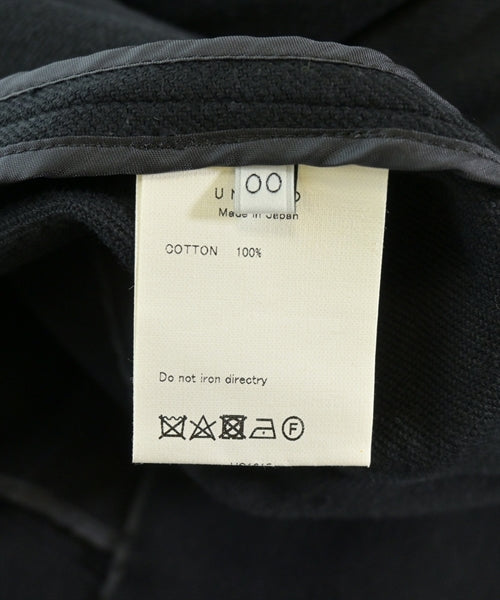 00
Made in Japan
COTTON 100%
Do not iron directry
F